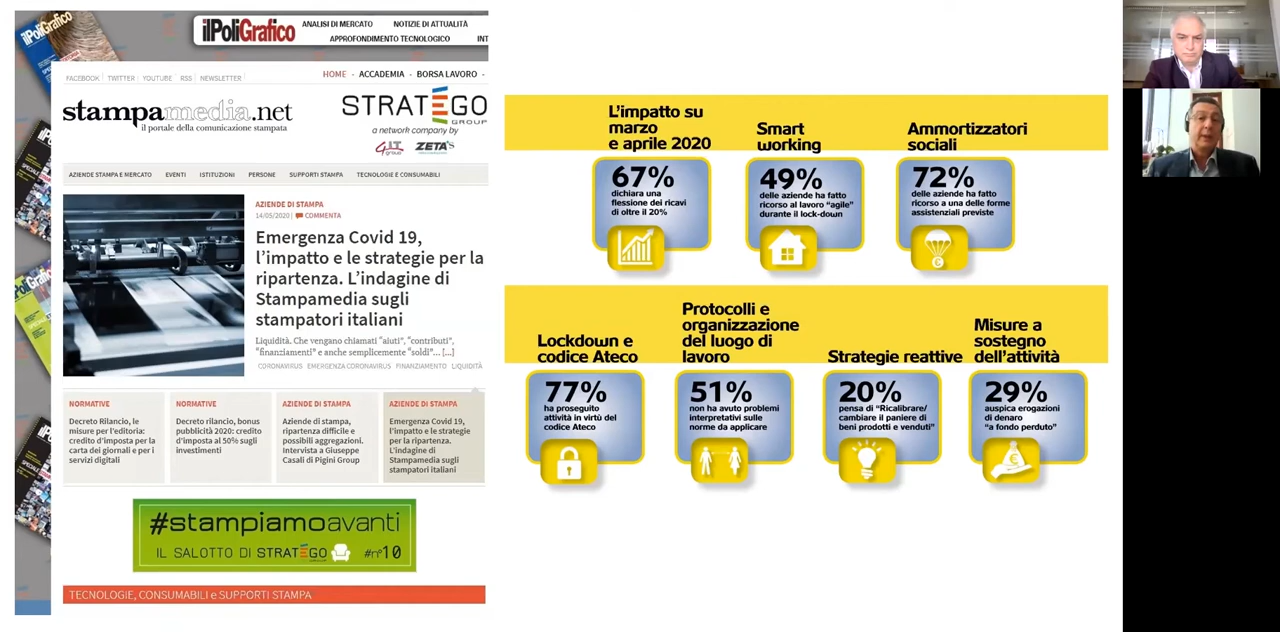 ilPoliGrafico
ilPoliGrafico
ANALISI DI MERCATO NOTIZIE DI ATTUALITÀ
APPROFONDIMENTO TECNOLOGICO INT
FACEBOOK TWITTER YOUTUBE RSS NEWSLETTER
HOME - ACCADEMIA - BORSA LAVORO -
stampamedia.net
il portale della comunicazione stampata
STRATEGO
GROUP
a network company by
ZETA'S
AZIENDE STAMPA E MERCATO EVENTI ISTITUZIONI PERSONE SUPPORTI STAMPA TECNOLOGIE E CONSUMABILI
AZIENDE DI STAMPA
14/05/2020 | COMMENTA
Emergenza Covid 19,
l'impatto e le strategie per la
ripartenza. L'indagine di
Stampamedia sugli
stampatori italiani
Liquidità. Che vengano chiamati "aiuti", "contributi",
"finanziamenti" e anche semplicemente "soldi"... [...]
CORONAVIRUS EMERGENZA CORONAVIRUS FINANZIAMENTO LIQUIDITÀ
NORMATIVE
Decreto Rilancio, le
misure per l'editoria:
credito d'imposta per la
carta dei giornali e per i
servizi digitali
NORMATIVE
Decreto rilancio, bonus
pubblicità 2020: credito
d'imposta al 50% sugli
investimenti
AZIENDE DI STAMPA
Aziende di stampa,
ripartenza difficile e
possibili aggregazioni.
Intervista a Giuseppe
Casali di Pigini Group
AZIENDE DI STAMPA
Emergenza Covid 19,
l'impatto e le strategie
per la ripartenza.
L'indagine di
Stampamedia sugli
stampatori italiani
#stampiamoavanti
IL SALOTTO DI STRATEGO #n°10
GROUP
TECNOLOGIE, CONSUMABILI e SUPPORTI STAMPA
L'impatto su
marzo
e aprile 2020
67%
dichiara una
flessione dei ricavi
di oltre il 20%
Smart
working
49%
delle aziende ha fatto
ricorso al lavoro "agile"
durante il lock-down
Ammortizzatori
sociali
72%
delle aziende ha fatto
ricorso a una delle forme
assistenziali previste
Lockdown e
codice Ateco
77%
ha proseguito
attività in virtù del
codice Ateco
Protocolli e
organizzazione
del luogo di
lavoro
51%
non ha avuto problemi
interpretativi sulle
norme da applicare
Strategie reattive
20%
pensa di "Ricalibrare/
cambiare il paniere di
beni prodotti e venduti"
Misure a
sostegno
dell'attività
29%
auspica erogazioni
di denaro
"a fondo perduto"